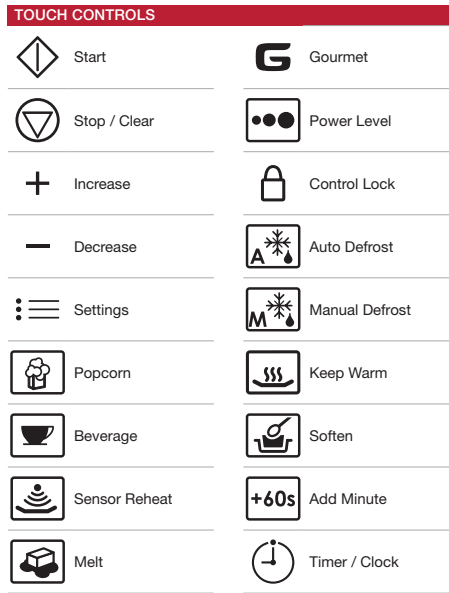 TOUCH CONTROLS
Start
G Gourmet
Stop / Clear
Power Level
Increase
Control Lock
Decrease
A Auto Defrost
Settings
M Manual Defrost
Popcorn
Keep Warm
Beverage
Soften
Sensor Reheat
+60s Add Minute
Melt
Timer / Clock